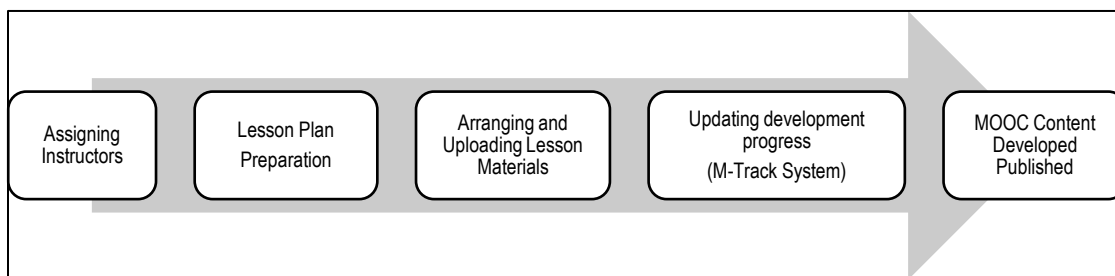 Assigning
Instructors
Lesson Plan
Preparation
Arranging and
Uploading Lesson
Materials
Updating development
progress
(M-Track System)
MOOC Content
Developed
Published